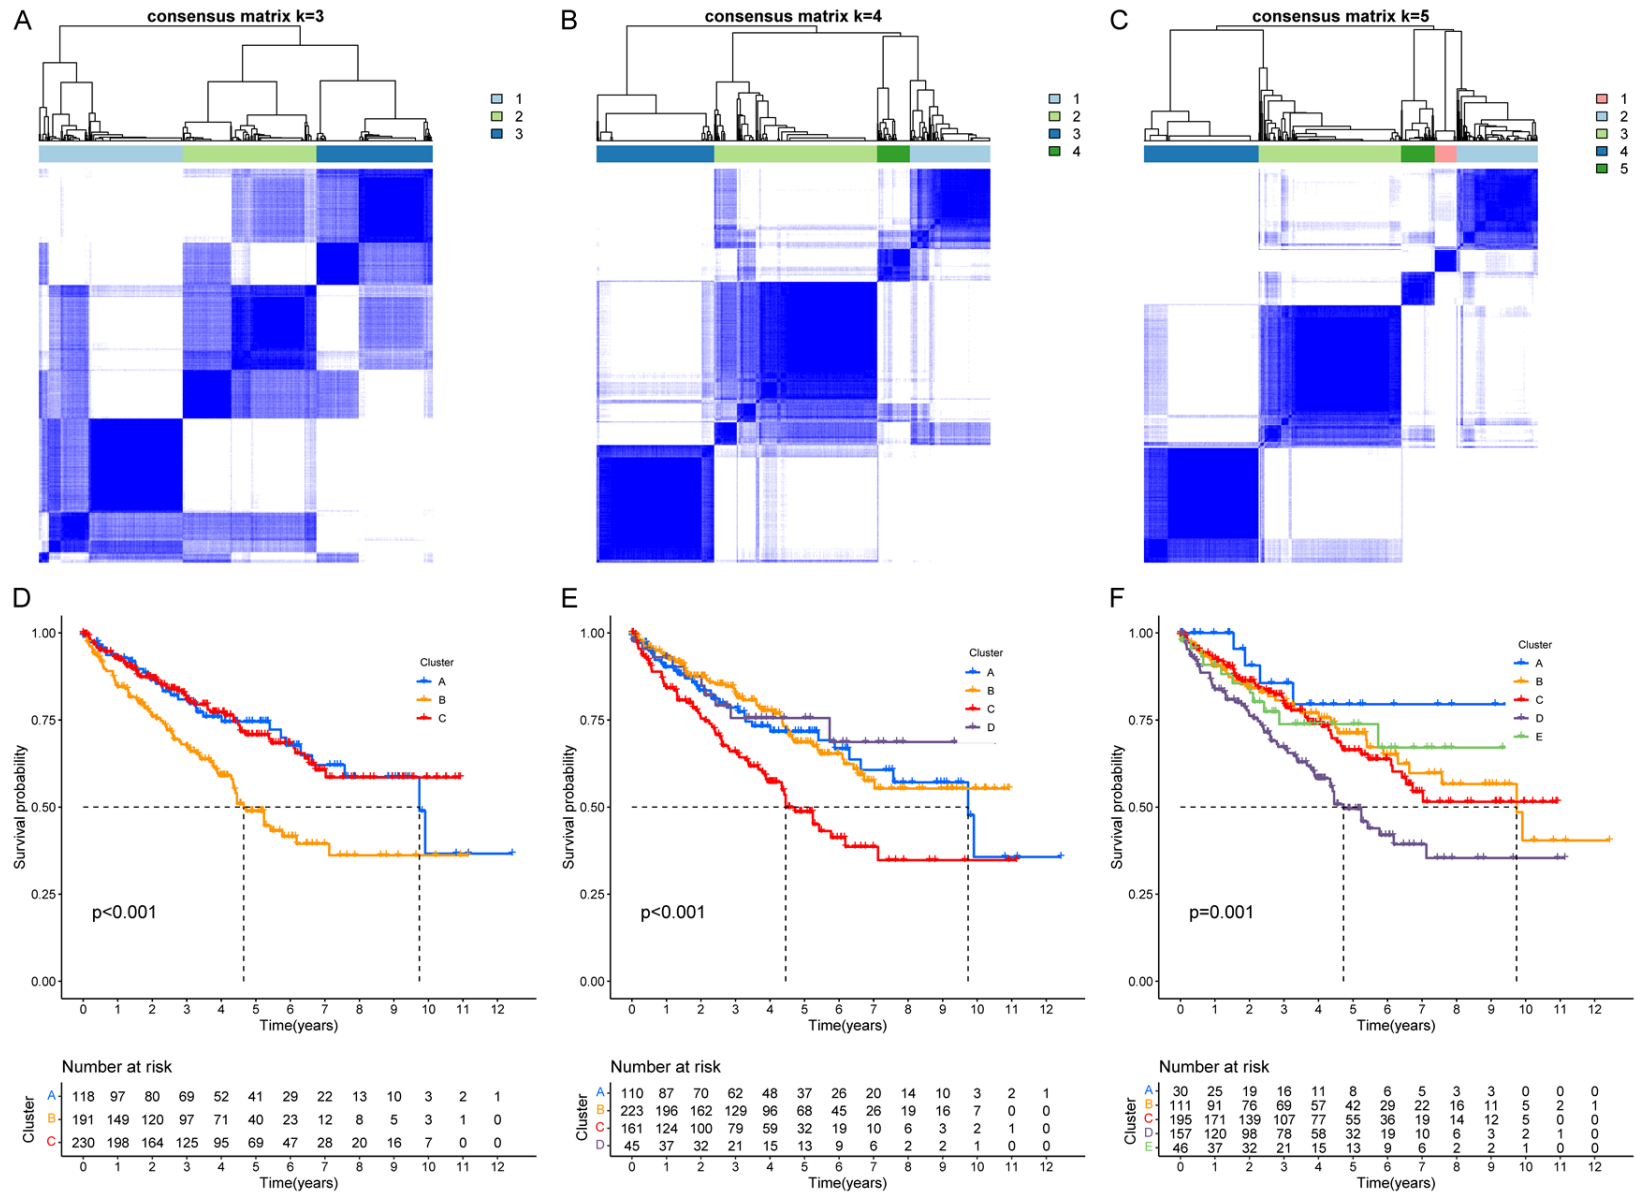 A
consensus matrix k=3
1
2
3
B
consensus matrix k=4
1
2
3
4
C
consensus matrix k=5
1
2
3
4
5
D
Survival probability
1.00
0.75
0.50
0.25
0.00
Cluster
A
B
C
p<0.001
0 1 2 3 4 5 6 7 8 9 10 11 12
Time(years)
Number at risk
Cluster
A 118 97 80 69 52 41 29 22 13 10 3 2 1
B 191 149 120 97 71 40 23 12 8 5 3 1 0
C 230 198 164 125 95 69 47 28 20 16 7 0 0
0 1 2 3 4 5 6 7 8 9 10 11 12
Time(years)
E
Survival probability
1.00
0.75
0.50
0.25
0.00
Cluster
A
B
C
D
p<0.001
0 1 2 3 4 5 6 7 8 9 10 11 12
Time(years)
Number at risk
Cluster
A 110 87 70 62 48 37 26 20 14 10 3 2 1
B 223 196 162 129 96 68 45 26 19 16 7 0 0
C 161 124 100 79 59 32 19 10 6 3 2 1 0
D 45 37 32 21 15 13 9 6 2 2 1 0 0
0 1 2 3 4 5 6 7 8 9 10 11 12
Time(years)
F
Survival probability
1.00
0.75
0.50
0.25
0.00
Cluster
A
B
C
D
E
p=0.001
0 1 2 3 4 5 6 7 8 9 10 11 12
Time(years)
Number at risk
Cluster
A 30 25 19 16 11 8 6 5 3 3 0 0 0
B 111 91 76 69 57 42 29 22 16 11 5 2 1
C 195 171 139 107 77 55 36 19 14 12 5 0 0
D 157 120 98 78 58 32 19 10 6 3 2 1 0
E 46 37 32 21 15 13 9 6 2 2 1 0 0
0 1 2 3 4 5 6 7 8 9 10 11 12
Time(years)